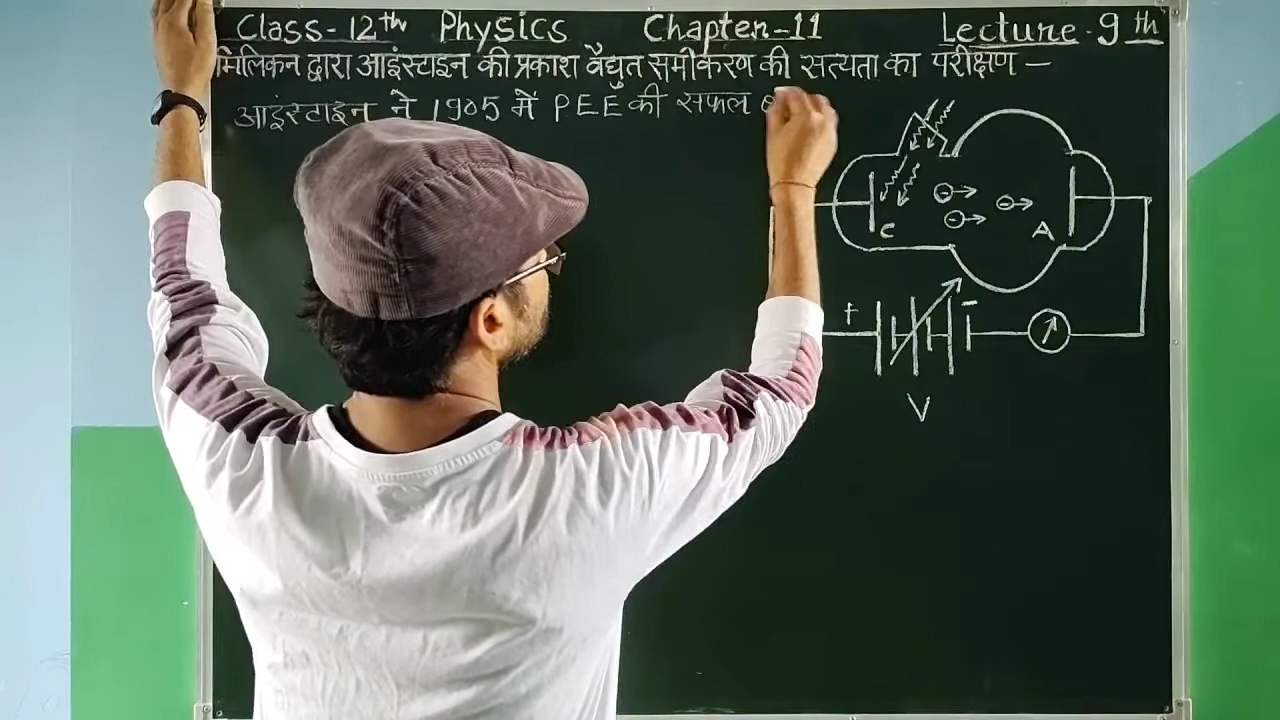 Class-12th Physics Chapter-11 Lecture-9th
मिलिकन द्वारा आइंस्टाइन की प्रकाश वैद्युत समीकरण की सत्यता का परीक्षण –
आइंस्टाइन ने 1905 में PEE की सफल
C
A
+
-
V